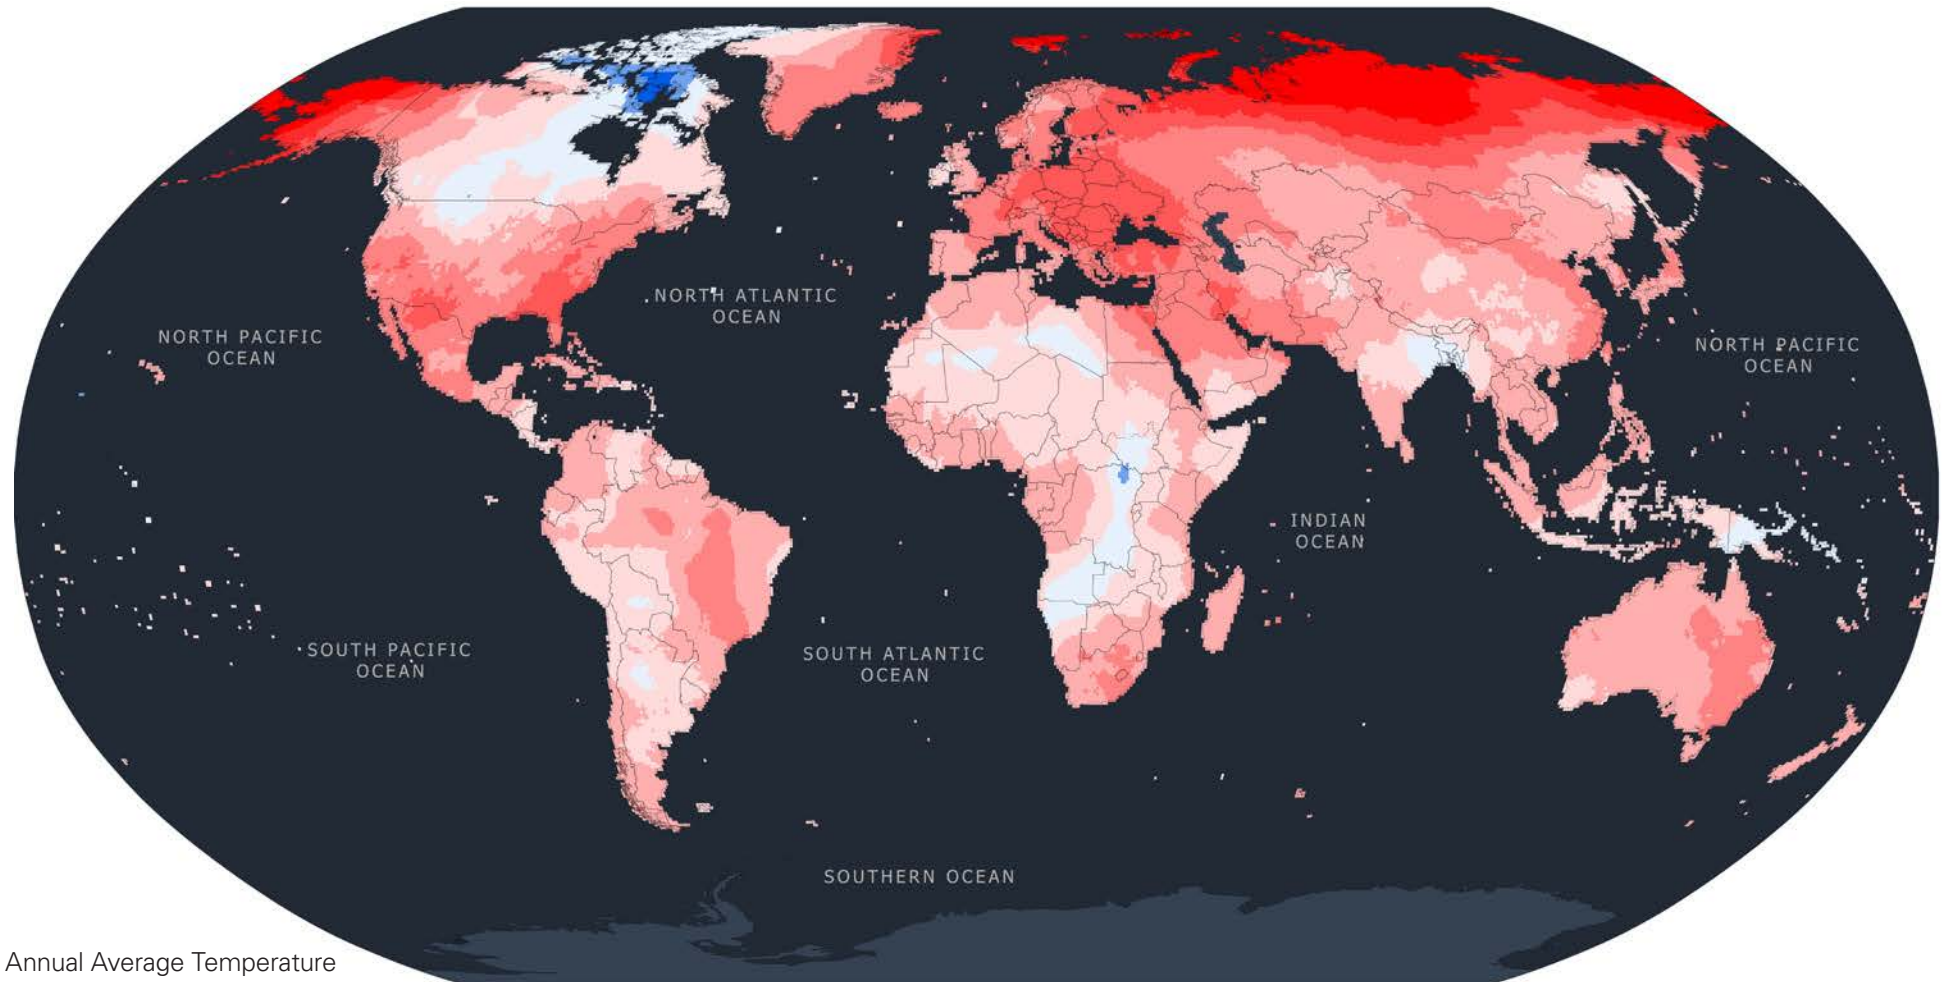 NORTH ATLANTIC
OCEAN
NORTH PACIFIC
OCEAN
NORTH PACIFIC
OCEAN
INDIAN
OCEAN
SOUTH PACIFIC
OCEAN
SOUTH ATLANTIC
OCEAN
SOUTHERN OCEAN
Annual Average Temperature